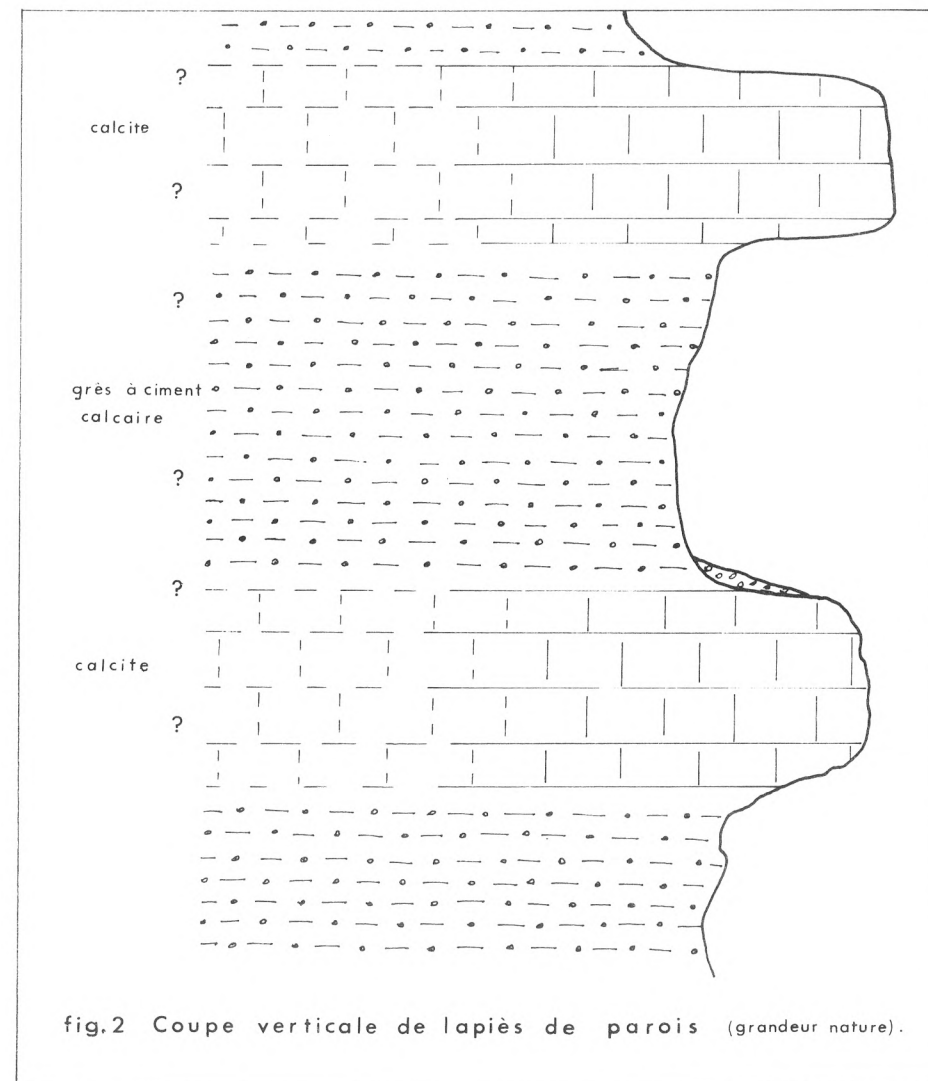 ?
calcite
?
?
grès à ciment
calcaire
?
?
calcite
?
fig.2 Coupe verticale de lapiès de parois (grandeur nature).